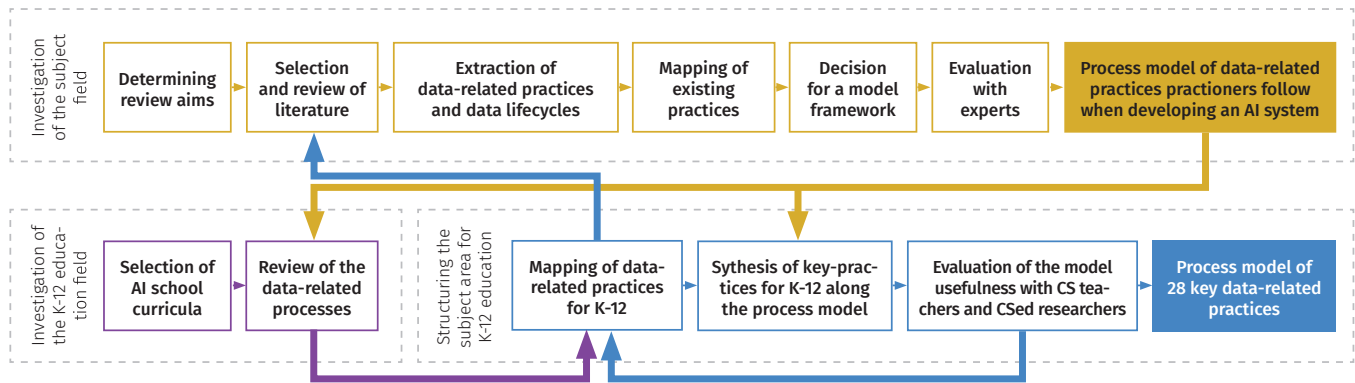 Investigation
of the subject
field
Determining
review aims
Selection
and review of
literature
Extraction of
data-related practices
and data lifecycles
Mapping of
existing
practices
Decision
for a model
framework
Evaluation
with
experts
Process model of data-related
practices practitioners follow
when developing an AI system
Investigation of
the K-12 educa-
tion field
Selection of
AI school
curricula
Review of the
data-related
processes
Structuring the
subject area for
K-12 education
Mapping of data-
related practices
for K-12
Sythesis of key-prac-
tices for K-12 along
the process model
Evaluation of the model
usefulness with CS tea-
chers and CSed researchers
Process model of
28 key data-related
practices